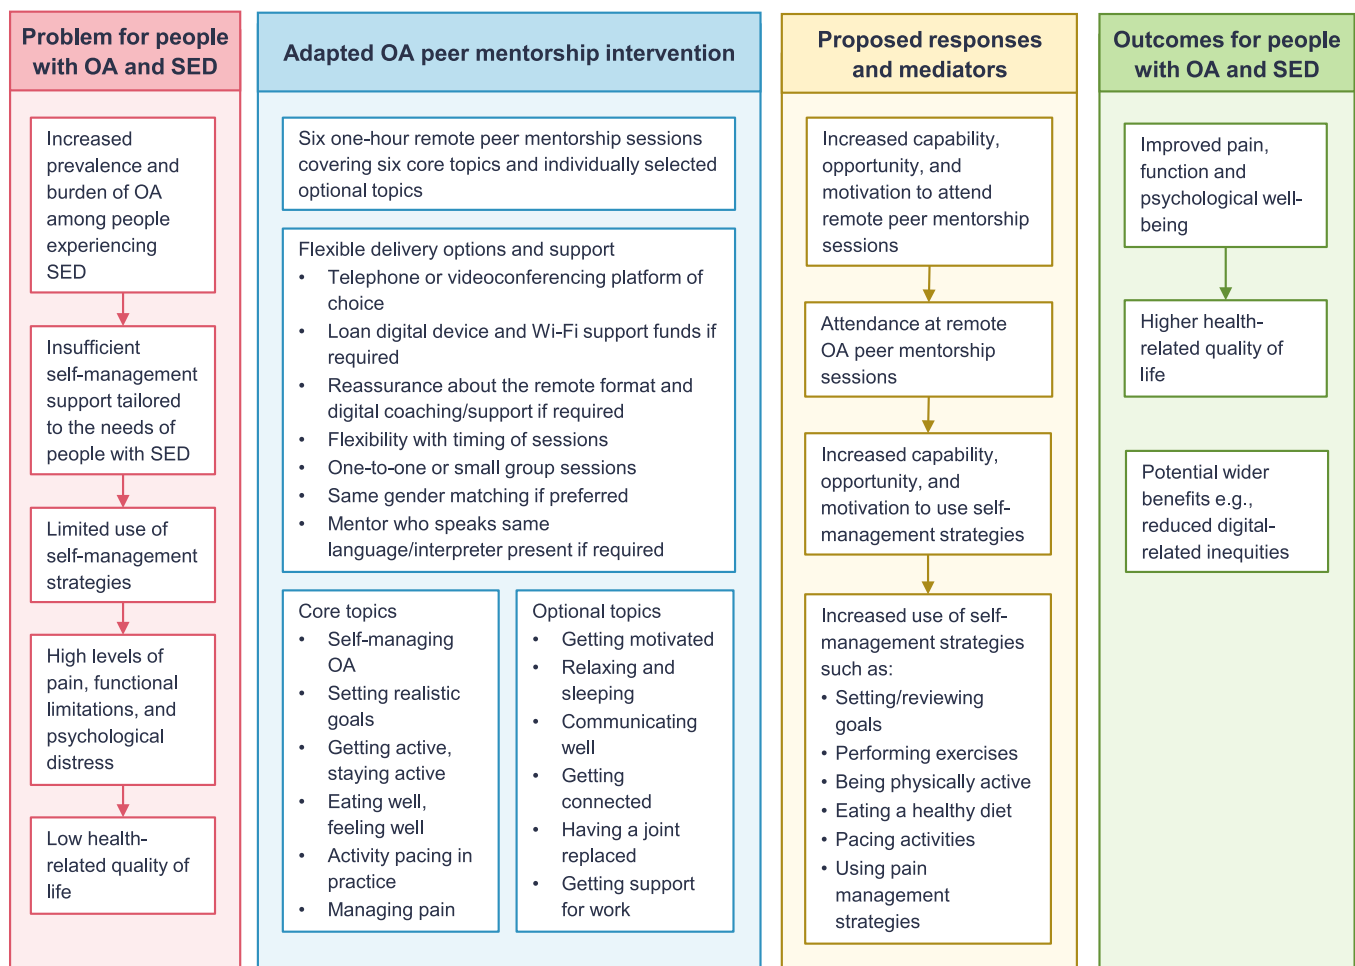 Problem for people
with OA and SED
Increased
prevalence and
burden of OA
among people
experiencing
SED
Insufficient
self-management
support tailored
to the needs of
people with SED
Limited use of
self-management
strategies
High levels of
pain, functional
limitations, and
psychological
distress
Low health-
related quality of
life
Adapted OA peer mentorship intervention
Six one-hour remote peer mentorship sessions
covering six core topics and individually selected
optional topics
Flexible delivery options and support
• Telephone or videoconferencing platform of
choice
• Loan digital device and Wi-Fi support funds if
required
• Reassurance about the remote format and
digital coaching/support if required
• Flexibility with timing of sessions
• One-to-one or small group sessions
• Same gender matching if preferred
• Mentor who speaks same
language/interpreter present if required
Core topics
• Self-managing
OA
• Setting realistic
goals
• Getting active,
staying active
• Eating well,
feeling well
• Activity pacing in
practice
• Managing pain
Optional topics
• Getting motivated
• Relaxing and
sleeping
• Communicating
well
• Getting
connected
• Having a joint
replaced
• Getting support
for work
Proposed responses
and mediators
Increased capability,
opportunity, and
motivation to attend
remote peer mentorship
sessions
Attendance at remote
OA peer mentorship
sessions
Increased capability,
opportunity, and
motivation to use self-
management strategies
Increased use of self-
management strategies
such as:
• Setting/reviewing
goals
• Performing exercises
• Being physically active
• Eating a healthy diet
• Pacing activities
• Using pain
management
strategies
Outcomes for people
with OA and SED
Improved pain,
function and
psychological well-
being
Higher health-
related quality of
life
Potential wider
benefits e.g.,
reduced digital-
related inequities